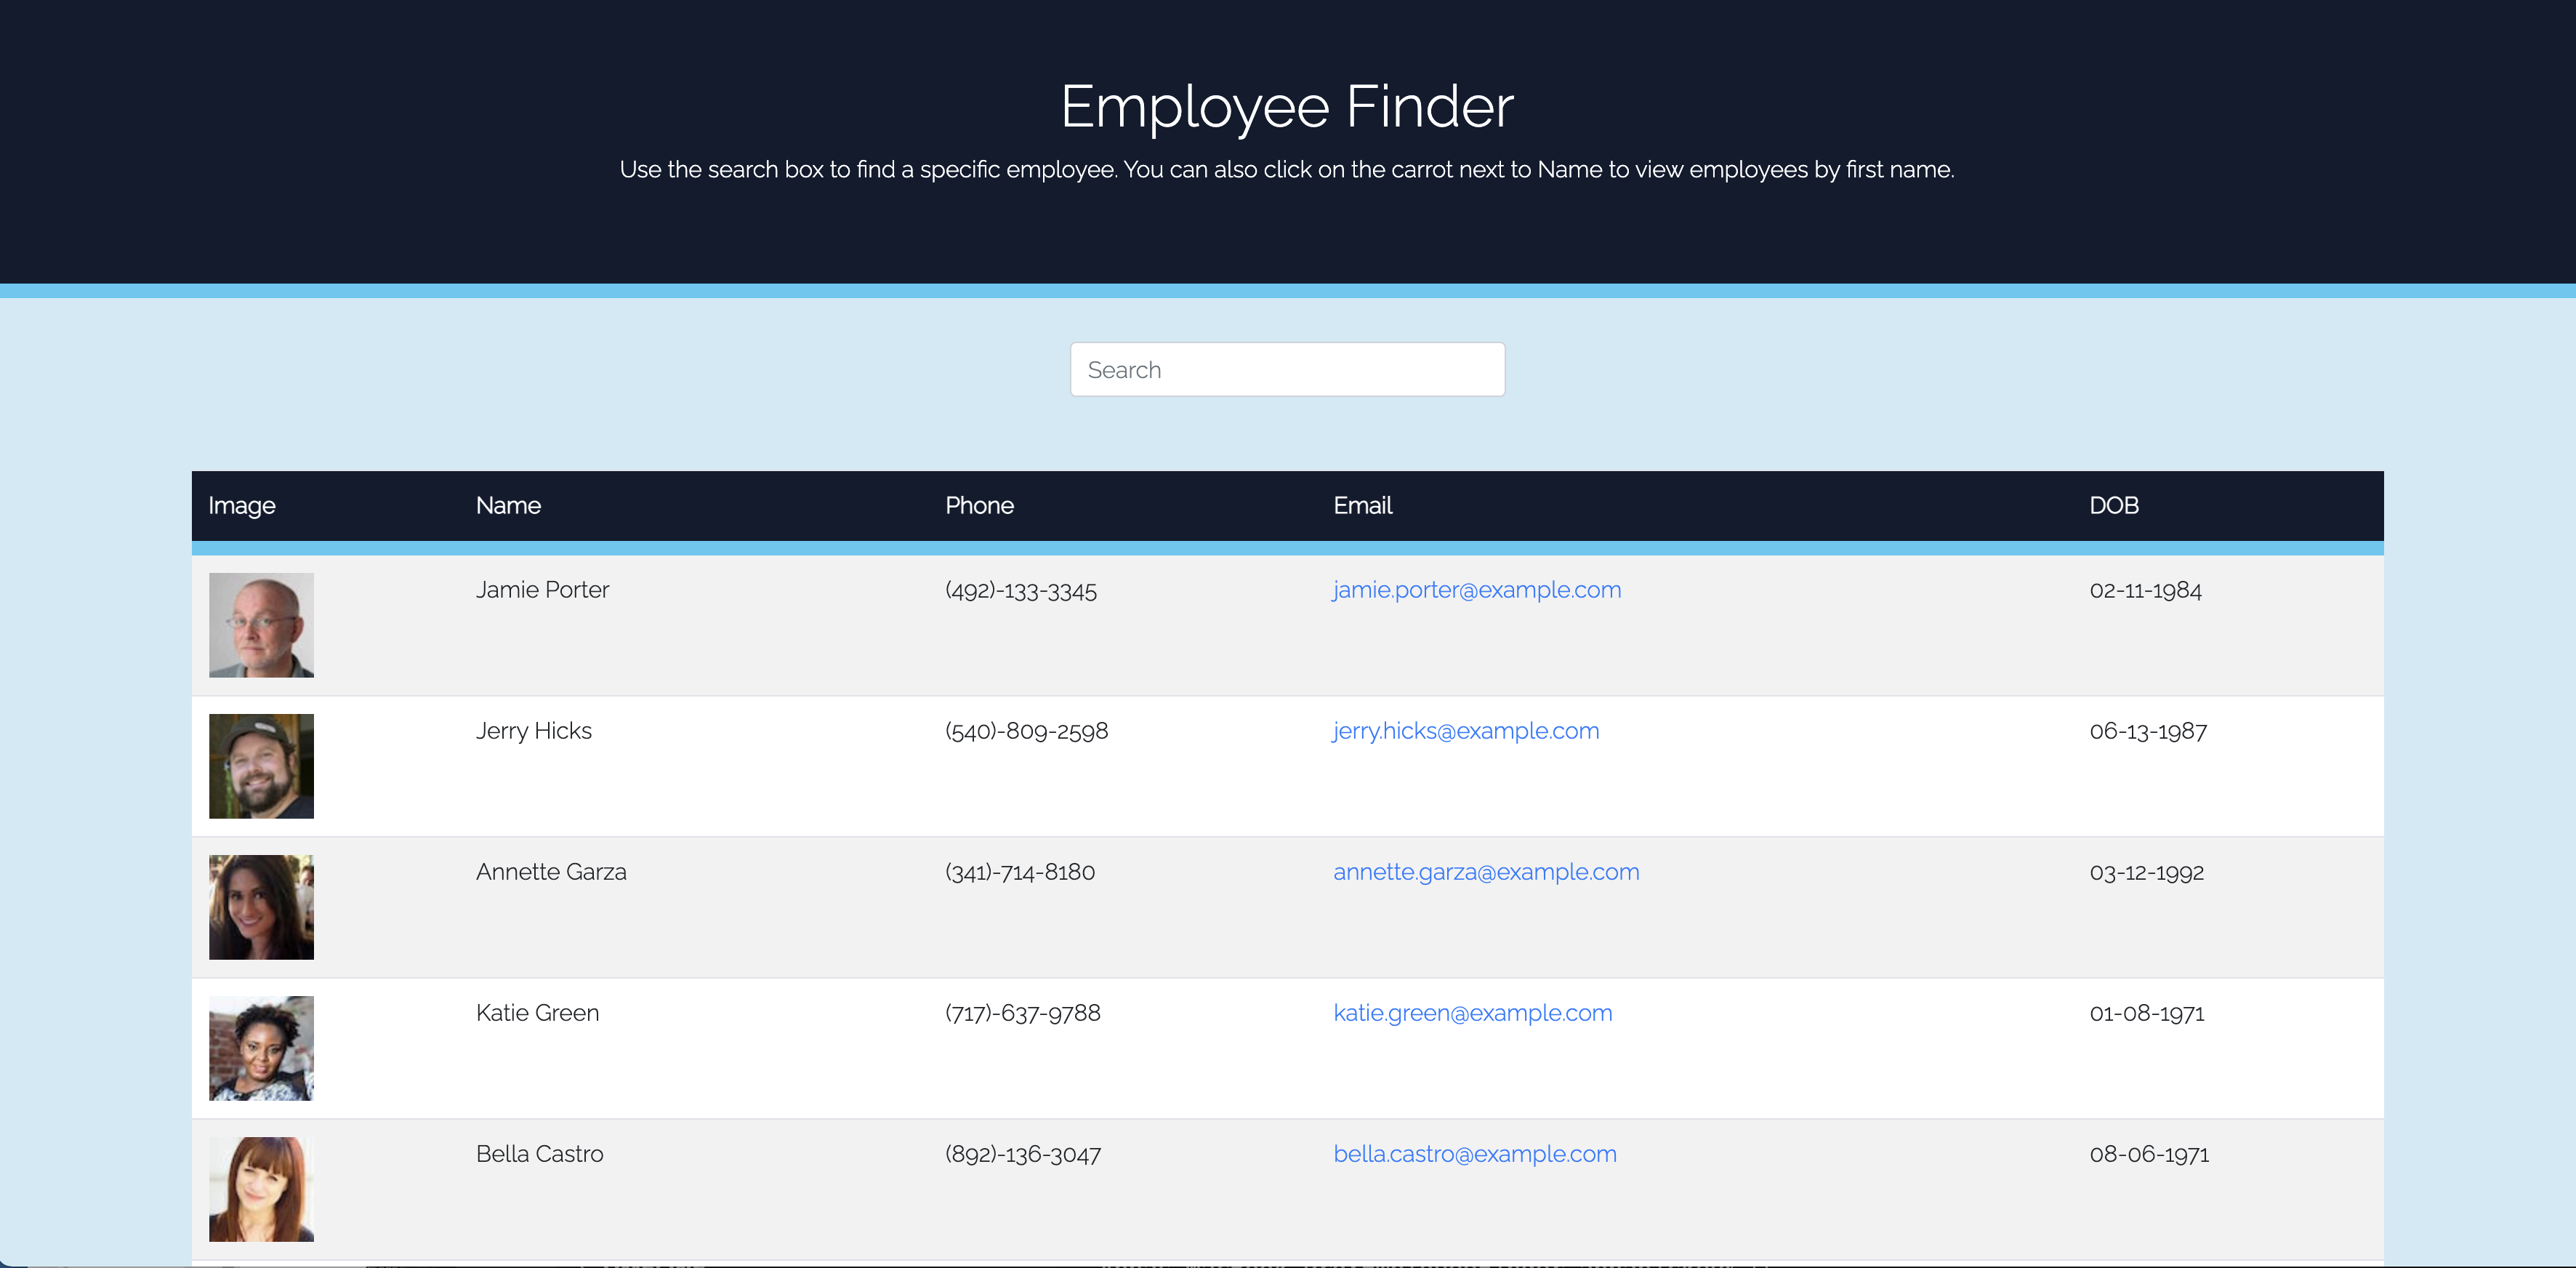 Employee Finder
Use the search box to find a specific employee. You can also click on the carrot next to Name to view employees by first name.
Search
Image Name Phone Email DOB
Jamie Porter (492)-133-3345 jamie.porter@example.com 02-11-1984
Jerry Hicks (540)-809-2598 jerry.hicks@example.com 06-13-1987
Annette Garza (341)-714-8180 annette.garza@example.com 03-12-1992
Katie Green (717)-637-9788 katie.green@example.com 01-08-1971
Bella Castro (892)-136-3047 bella.castro@example.com 08-06-1971